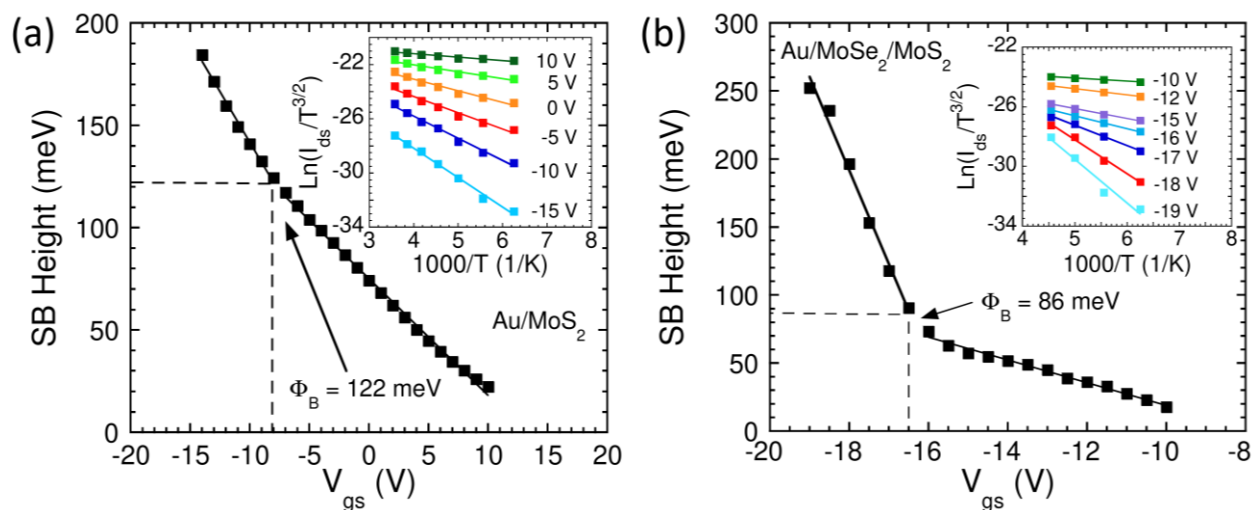 (a)
SB Height (meV)
200
150
100
50
0
-20
-15
-10
-5
0
5
10
15
20
V_gs (V)
Au/MoS_2
Φ_B = 122 meV
Ln(I_ds/T^3/2)
-22
-26
-30
-34
3
4
5
6
7
8
1000/T (1/K)
10 V
5 V
0 V
-5 V
-10 V
-15 V
(b)
SB Height (meV)
300
250
200
150
100
50
0
-20
-18
-16
-14
-12
-10
-8
V_gs (V)
Au/MoSe_2/MoS_2
Φ_B = 86 meV
Ln(I_ds/T^3/2)
-22
-26
-30
-34
4
5
6
7
8
1000/T (1/K)
-10 V
-12 V
-15 V
-16 V
-17 V
-18 V
-19 V